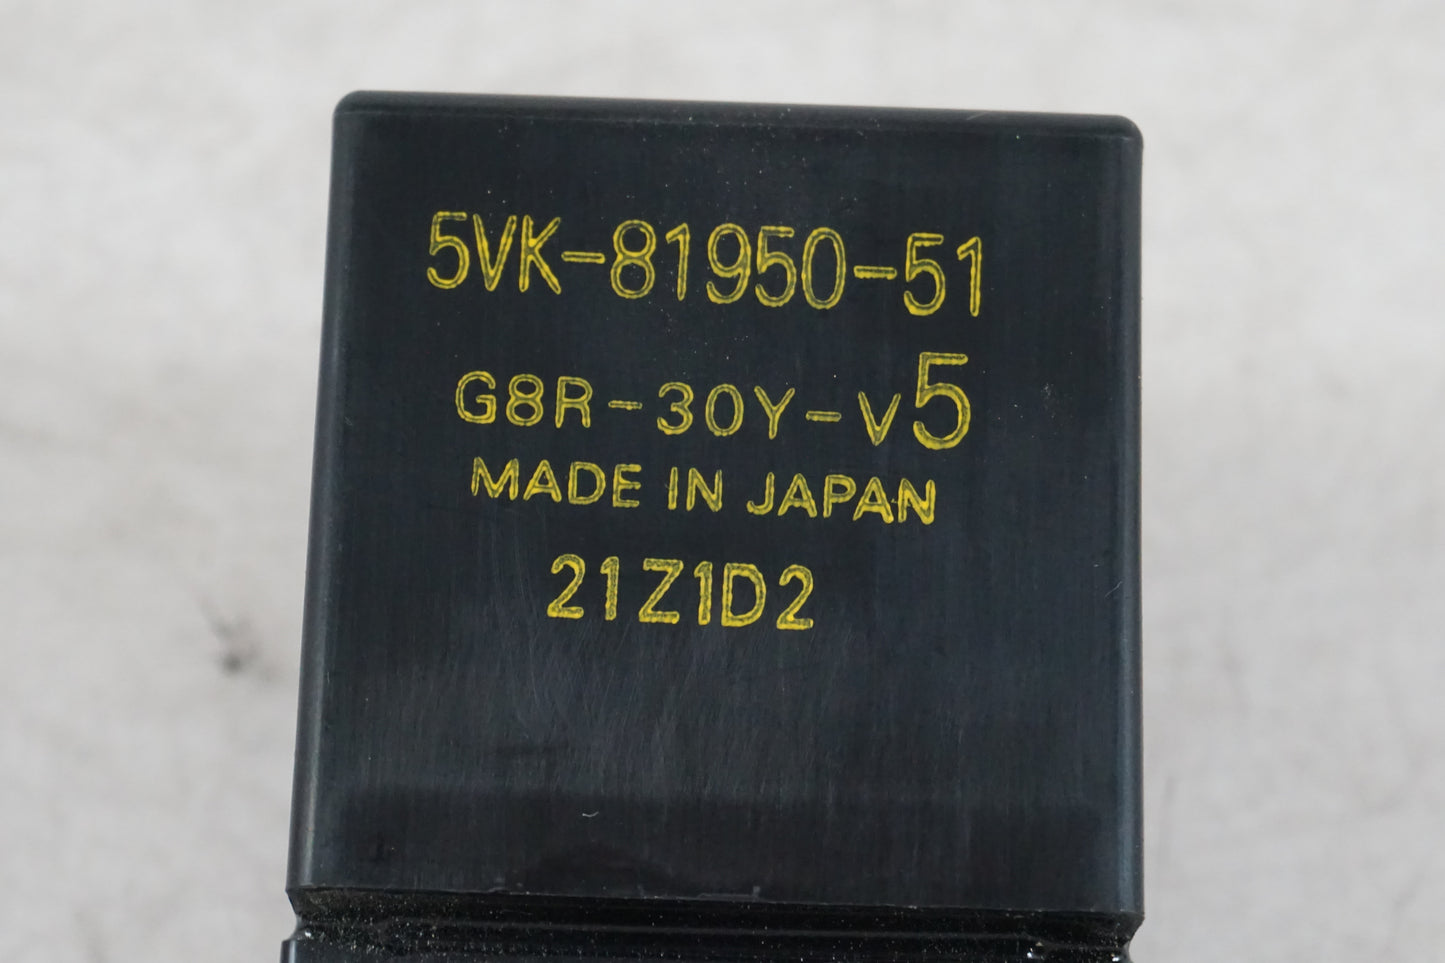 5VK-81950-51
G8R-30Y-V5
MADE IN JAPAN
21Z1D2